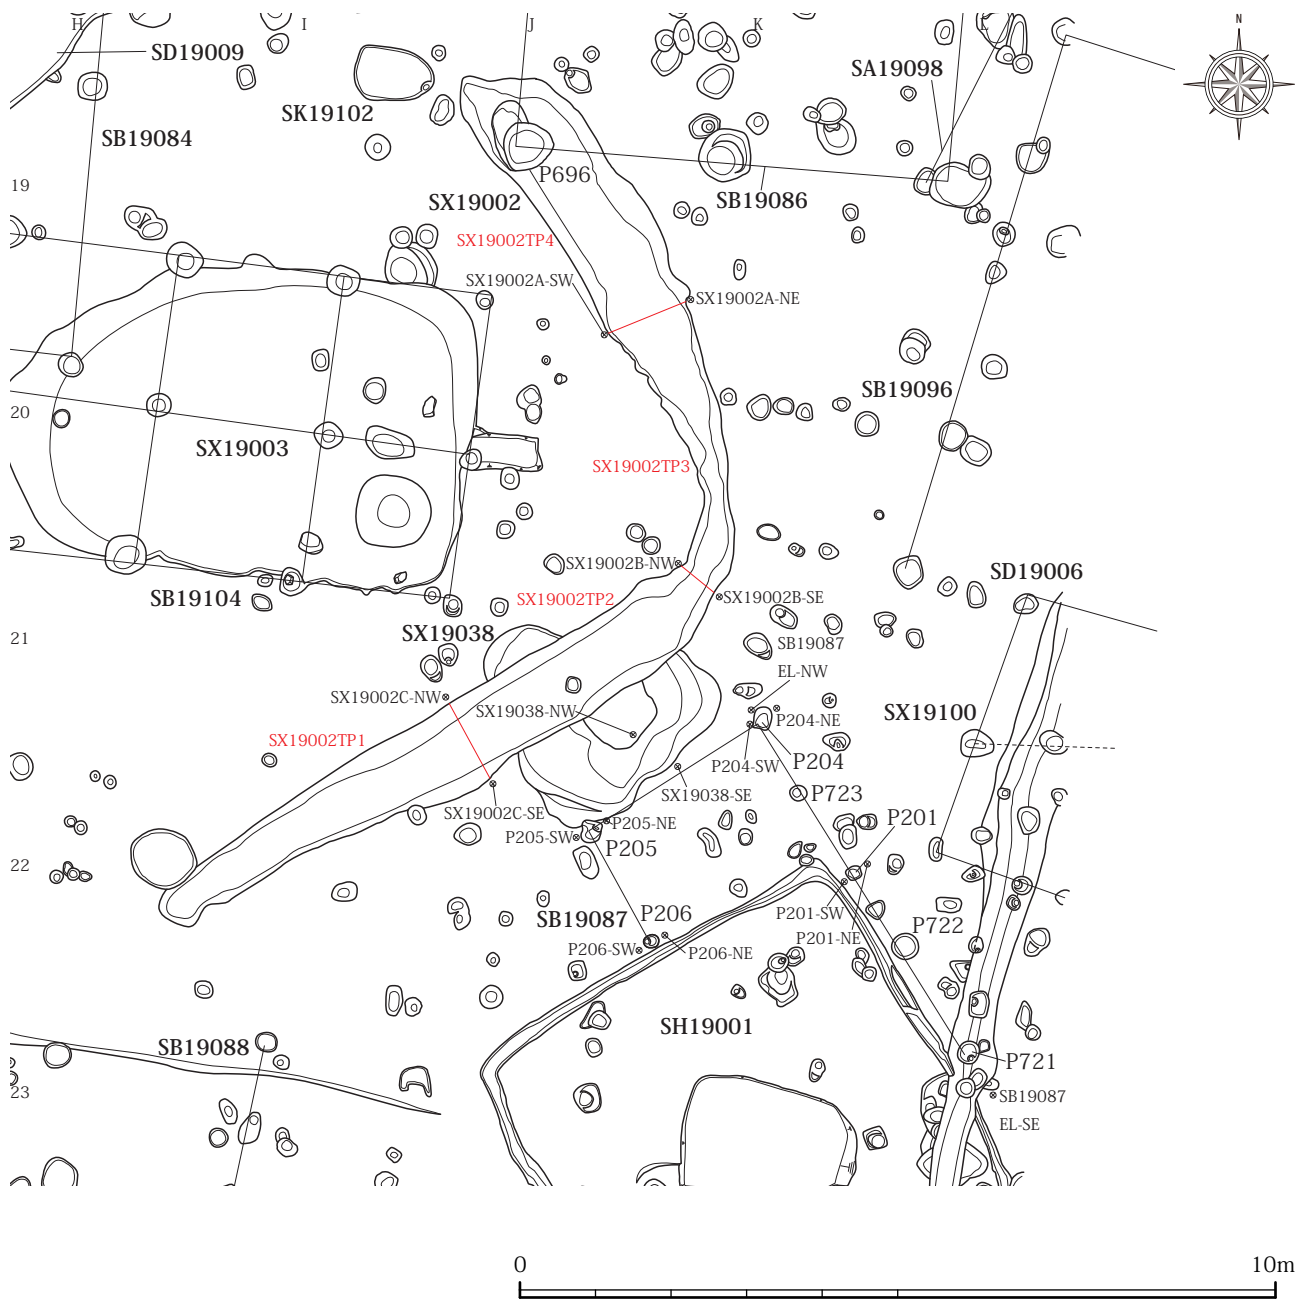 N
H
I
J
K
L
SD19009
SA19098
SK19102
SB19084
P696
19
SB19086
SX19002
SX19002TP4
SX19002A-SW
SX19002A-NE
SB19096
20
SX19003
SX19002TP3
SX19002B-NW
SD19006
SB19104
SX19002TP2
SX19002B-SE
21
SX19038
SB19087
EL-NW
SX19002C-NW
SX19038-NW
P204-NE
SX19100
SX19002TP1
P204-SW
P204
SX19038-SE
P723
SX19002C-SE
P205-NE
P201
P205-SW
P205
22
SB19087
P206
P201-SW
P722
P201-NE
P206-SW
P206-NE
SH19001
SB19088
P721
23
SB19087
EL-SE
0
10m